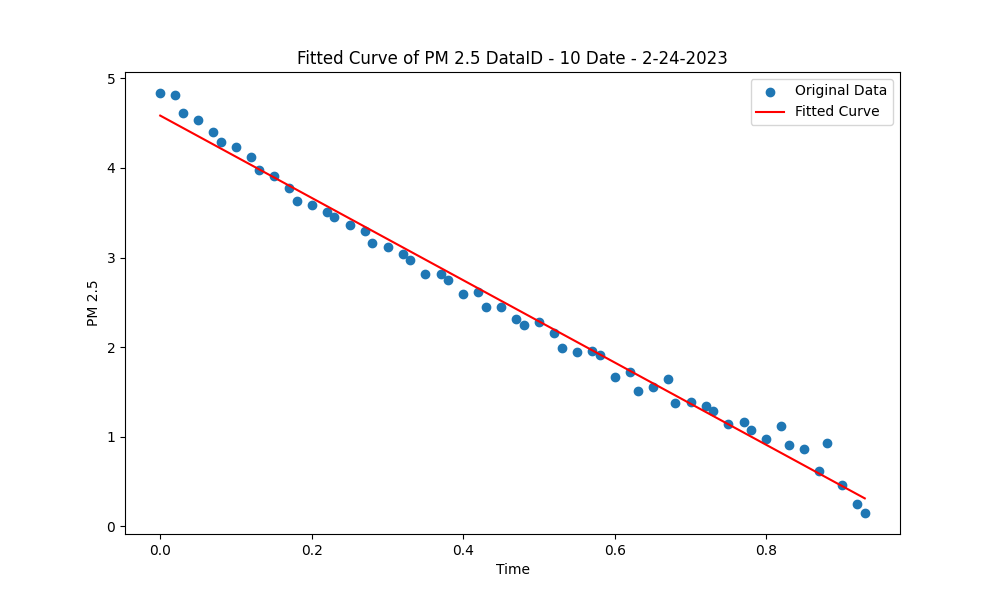 Fitted Curve of PM 2.5 DataID - 10 Date - 2-24-2023
Original Data
Fitted Curve
PM 2.5
5
4
3
2
1
0
0.0 0.2 0.4 0.6 0.8
Time